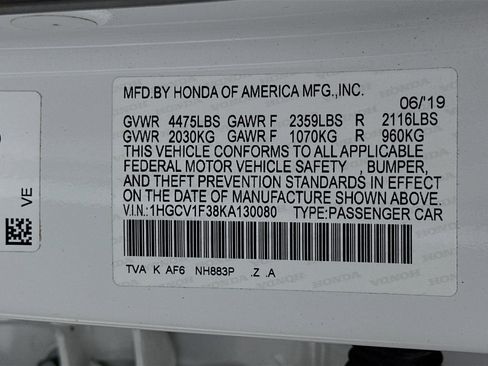 MFD.BY HONDA OF AMERICA MFG.,INC.
06/'19
GVWR 4475LBS GAWR F 2359LBS R 2116LBS
GVWR 2030KG GAWR F 1070KG R 960KG
THIS VEHICLE CONFORMS TO ALL APPLICABLE
FEDERAL MOTOR VEHICLE SAFETY , BUMPER,
AND THEFT PREVENTION STANDARDS IN EFFECT
ON THE DATE OF MANUFACTURE SHOWN ABOVE.
V.I.N.:1HGCV1F38KA130080 TYPE:PASSENGER CAR
TVA K AF6 NH883P .Z .A
VE
HONDA